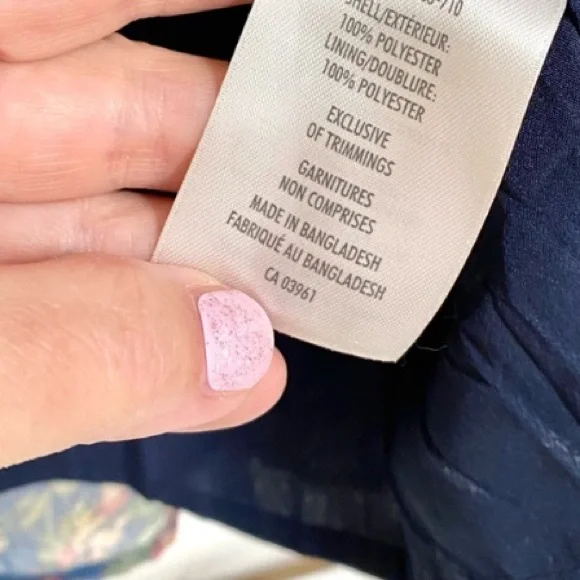 SHELL/EXTÉRIEUR:
100% POLYESTER
LINING/DOUBLURE:
100% POLYESTER
EXCLUSIVE
OF TRIMMINGS
GARNITURES
NON COMPRISES
MADE IN BANGLADESH
FABRIQUÉ AU BANGLADESH
CA 03961